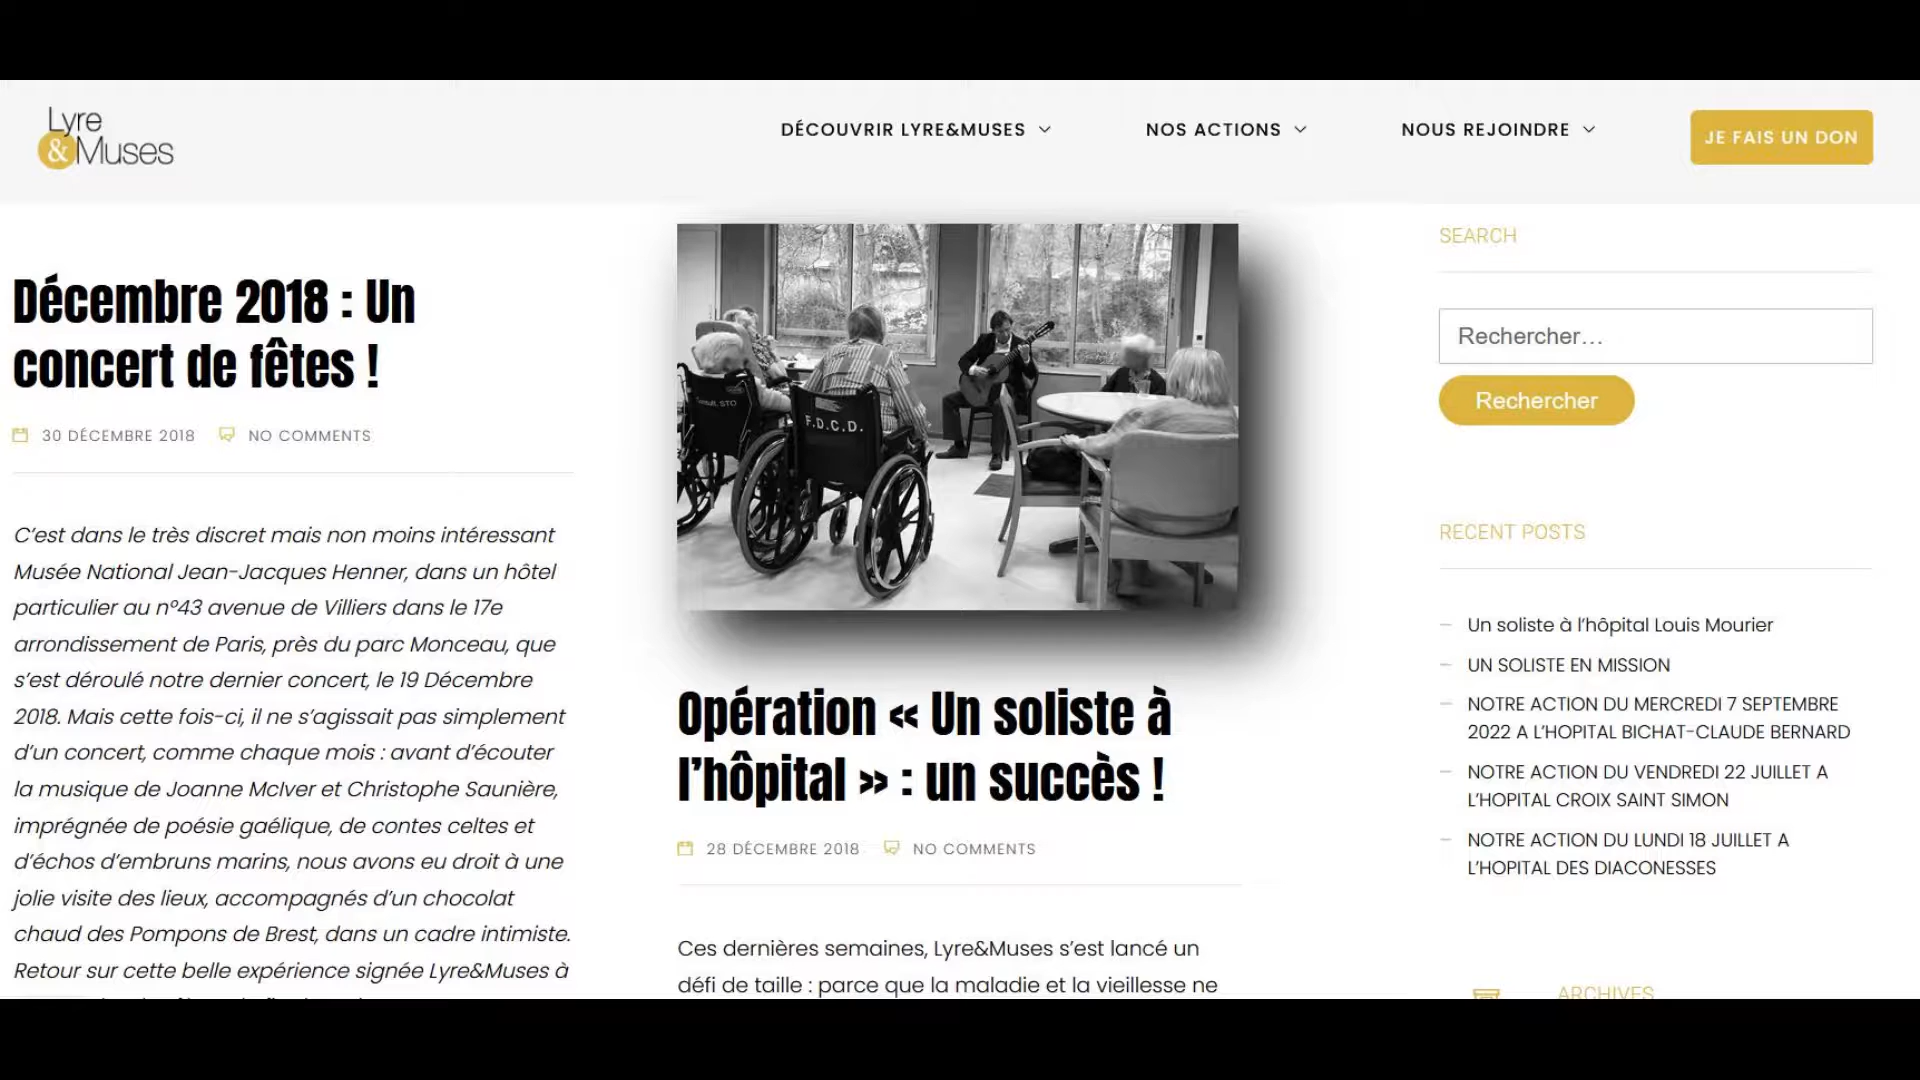 Lyre
&Muses
DÉCOUVRIR LYRE&MUSES
NOS ACTIONS
NOUS REJOINDRE
JE FAIS UN DON
Décembre 2018 : Un
concert de fêtes !
30 DÉCEMBRE 2018 NO COMMENTS
C’est dans le très discret mais non moins intéressant
Musée National Jean-Jacques Henner, dans un hôtel
particulier au n°43 avenue de Villiers dans le 17e
arrondissement de Paris, près du parc Monceau, que
s’est déroulé notre dernier concert, le 19 Décembre
2018. Mais cette fois-ci, il ne s’agissait pas simplement
d’un concert, comme chaque mois : avant d’écouter
la musique de Joanne McIver et Christophe Saunière,
imprégnée de poésie gaélique, de contes celtes et
d’échos d’embruns marins, nous avons eu droit à une
jolie visite des lieux, accompagnés d’un chocolat
chaud des Pompons de Brest, dans un cadre intimiste.
Retour sur cette belle expérience signée Lyre&Muses à
F.D.C.D.
Opération « Un soliste à
l’hôpital » : un succès !
28 DÉCEMBRE 2018 NO COMMENTS
Ces dernières semaines, Lyre&Muses s’est lancé un
défi de taille : parce que la maladie et la vieillesse ne
SEARCH
Rechercher…
Rechercher
RECENT POSTS
Un soliste à l’hôpital Louis Mourier
UN SOLISTE EN MISSION
NOTRE ACTION DU MERCREDI 7 SEPTEMBRE
2022 A L’HOPITAL BICHAT-CLAUDE BERNARD
NOTRE ACTION DU VENDREDI 22 JUILLET A
L’HOPITAL CROIX SAINT SIMON
NOTRE ACTION DU LUNDI 18 JUILLET A
L’HOPITAL DES DIACONESSES
ARCHIVES